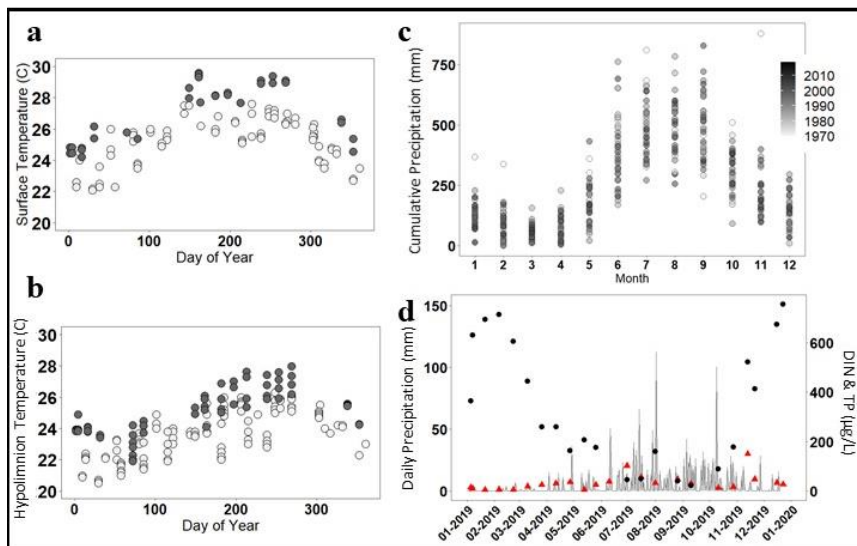 a
Surface Temperature (C)
30
28
26
24
22
20
0 100 200 300
Day of Year
b
Hypolimnion Temperature (C)
30
28
26
24
22
20
0 100 200 300
Day of Year
c
Cumulative Precipitation (mm)
750
500
250
0
2010
2000
1990
1980
1970
1 2 3 4 5 6 7 8 9 10 11 12
Month
d
Daily Precipitation (mm)
150
100
50
0
600
400
200
0
DIN & TP (µg/L)
01-2019 02-2019 03-2019 04-2019 05-2019 06-2019 07-2019 08-2019 09-2019 10-2019 11-2019 12-2019 01-2020